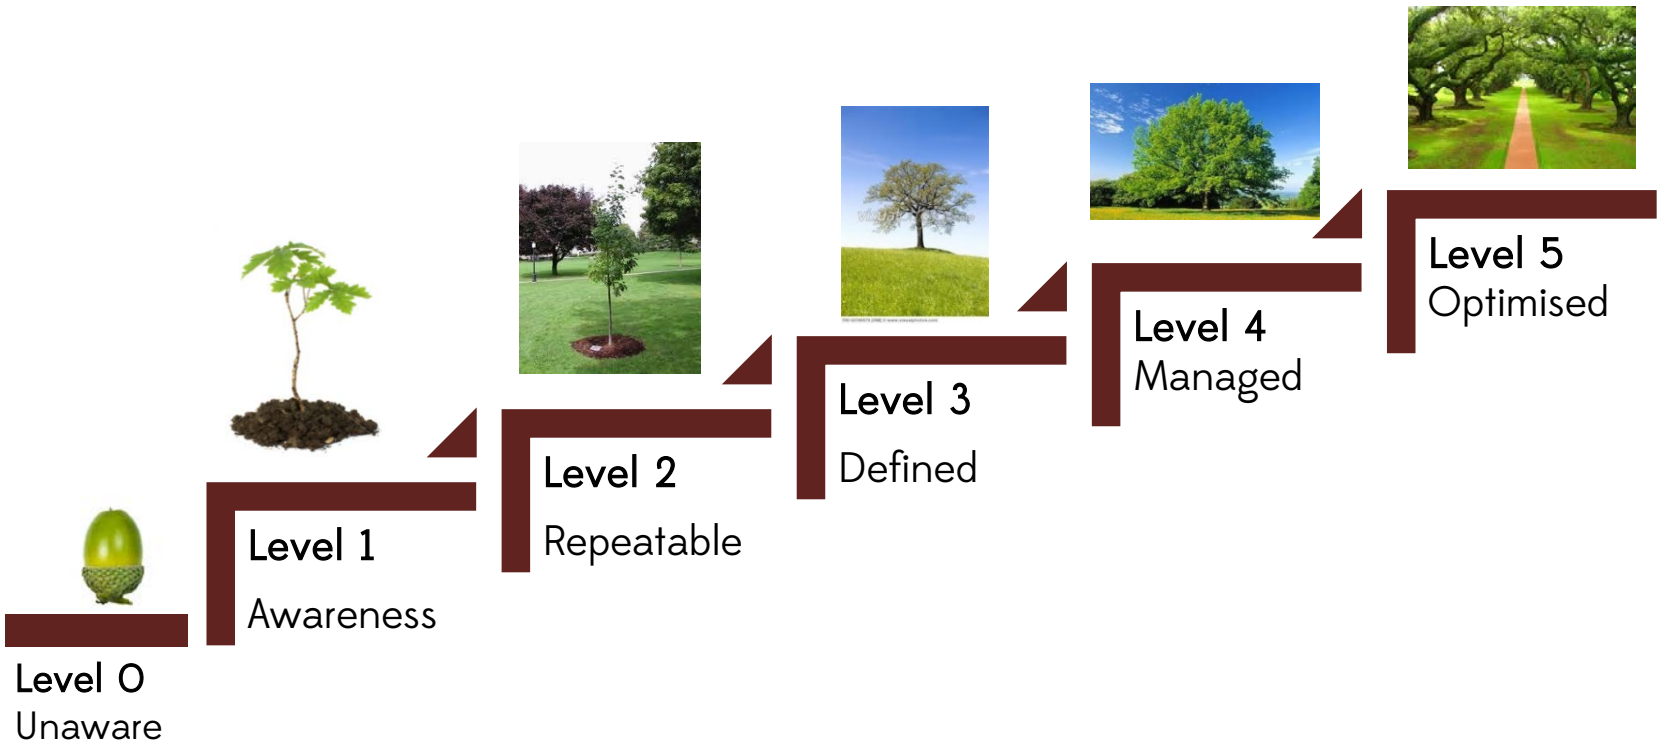 Level 0
Unaware
Level 1
Awareness
Level 2
Repeatable
Level 3
Defined
Level 4
Managed
Level 5
Optimised